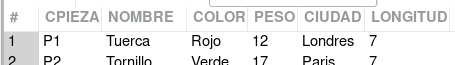 # CPIEZA NOMBRE COLOR PESO CIUDAD LONGITUD
1 P1 Tuerca Rojo 12 Londres 7
2 P2 Tornillo Verde 17 Paris 7